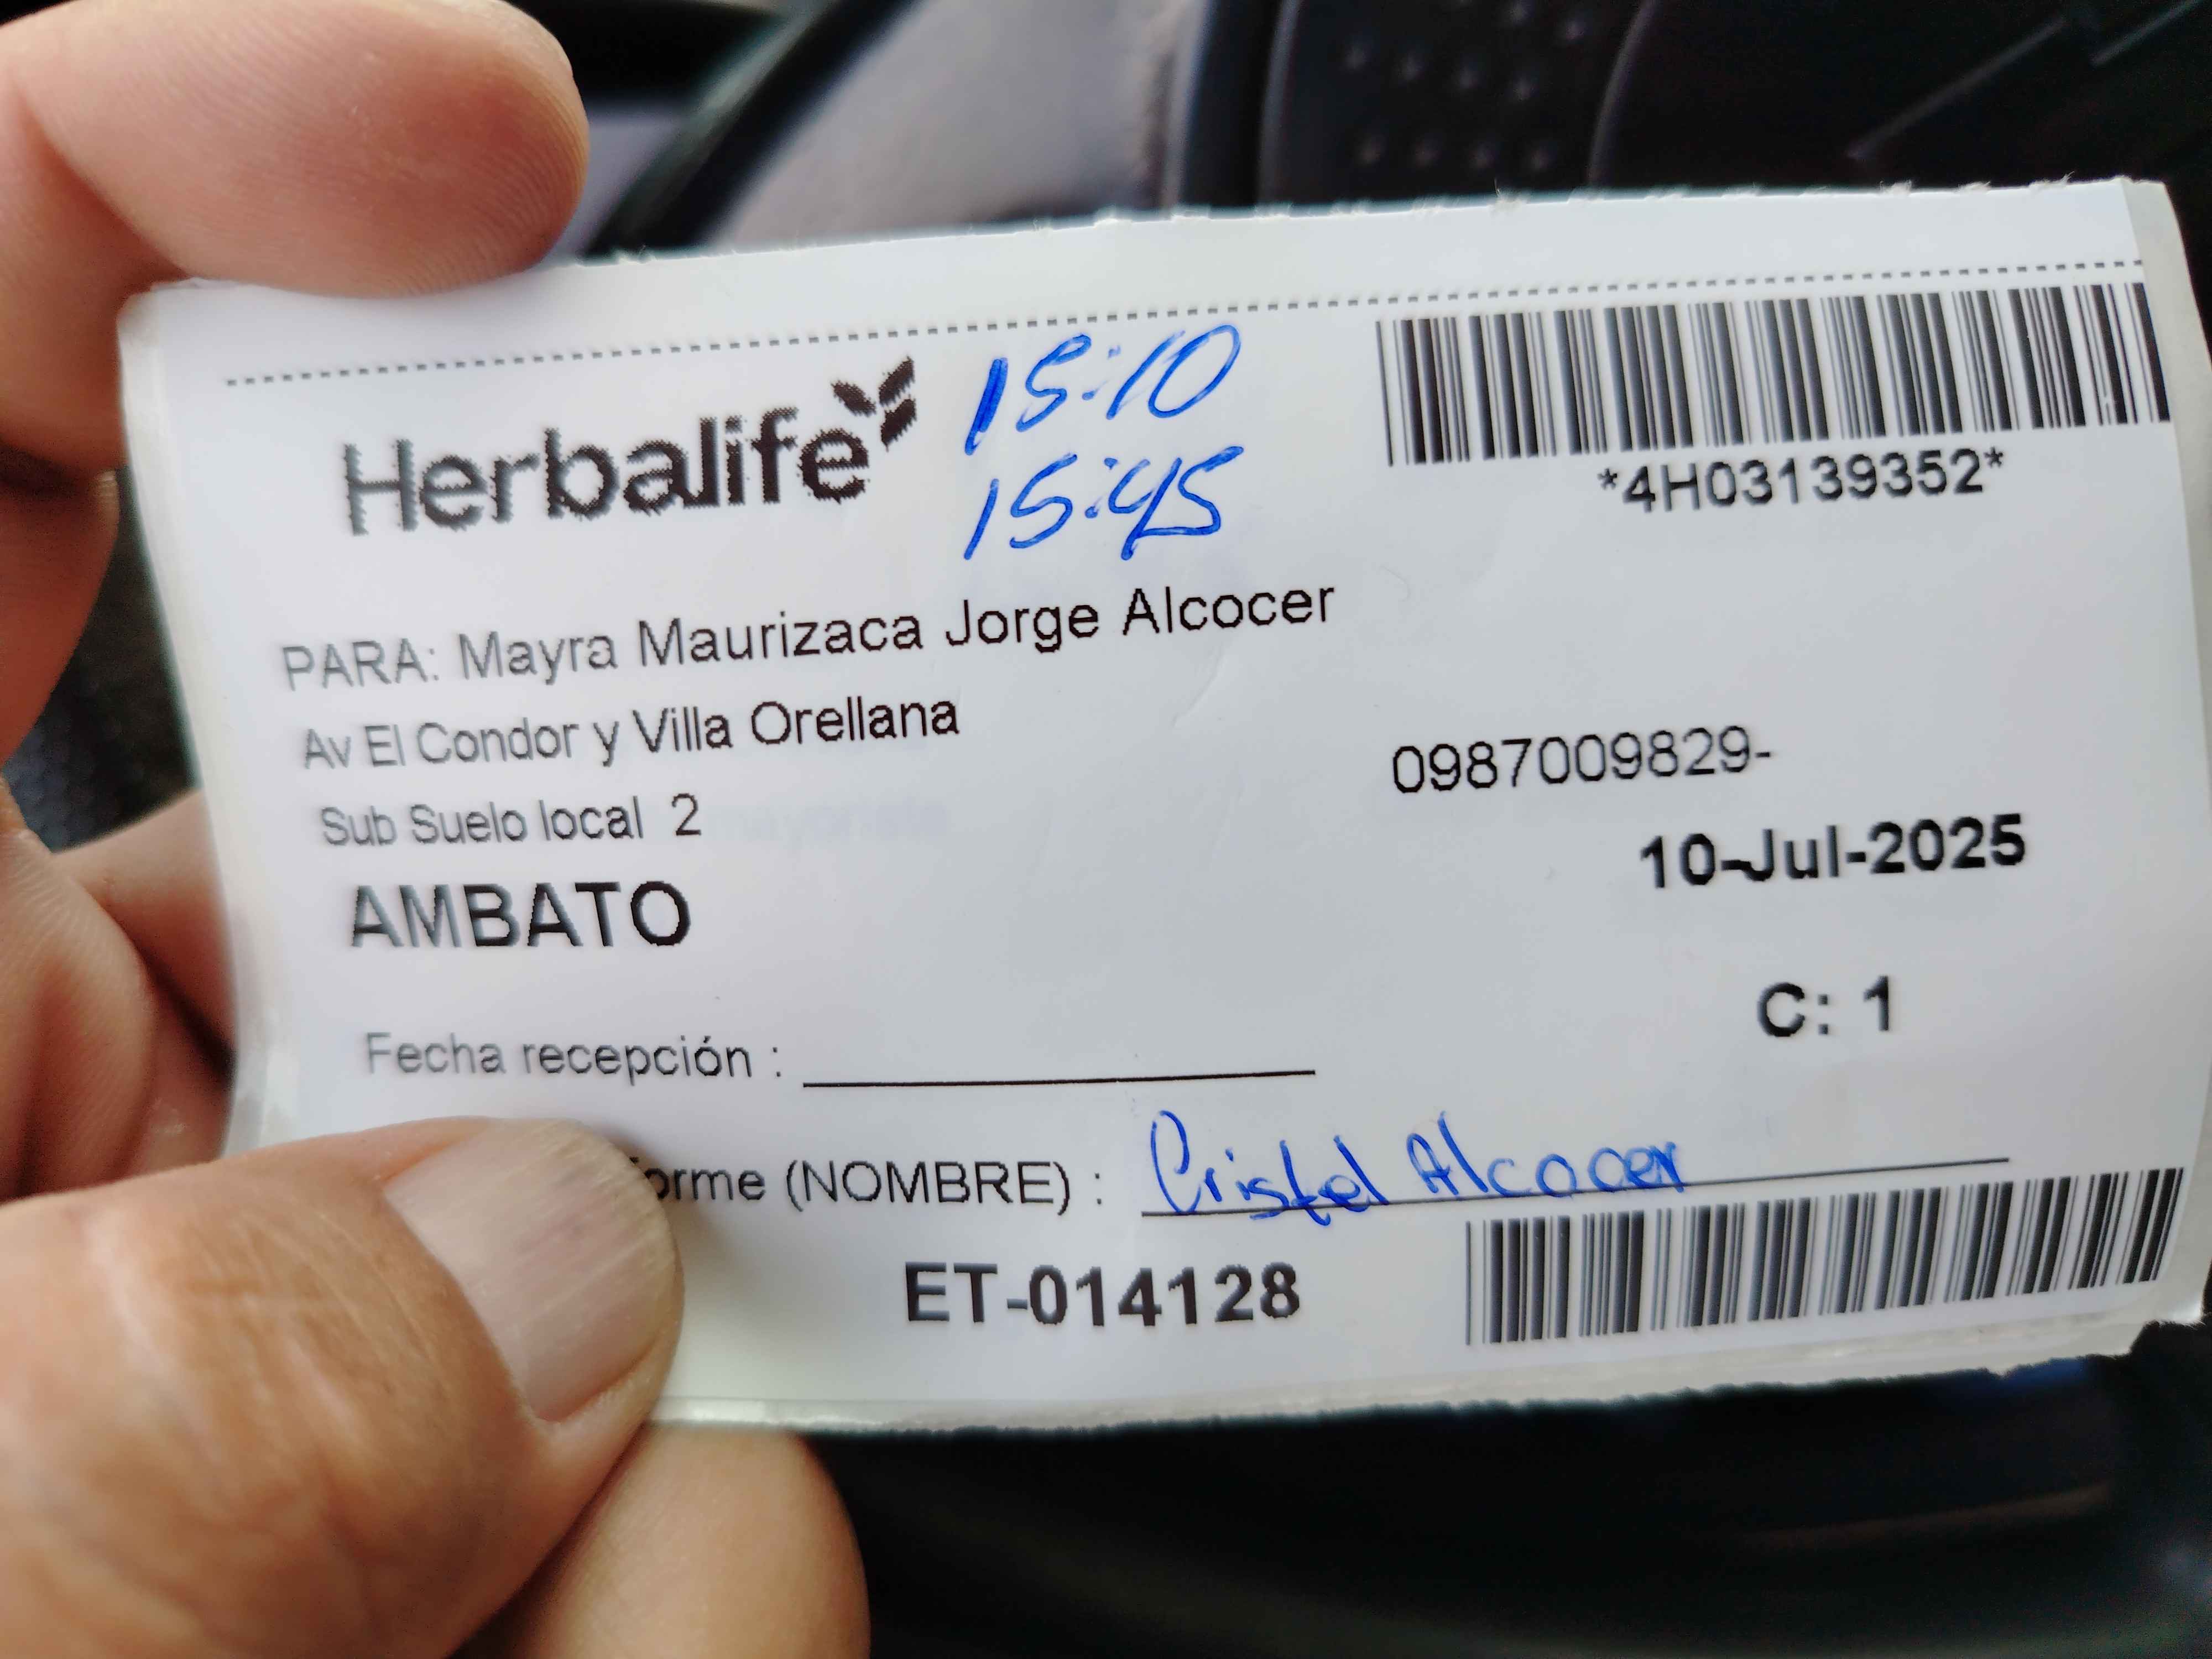 Herbalife
15:10
15:45
*4H03139352*
PARA: Mayra Maurizaca Jorge Alcocer
Av El Condor y Villa Orellana
0987009829-
Sub Suelo local 2
10-Jul-2025
AMBATO
C: 1
Fecha recepción :
orme (NOMBRE) : Cristel Alcocer
ET-014128